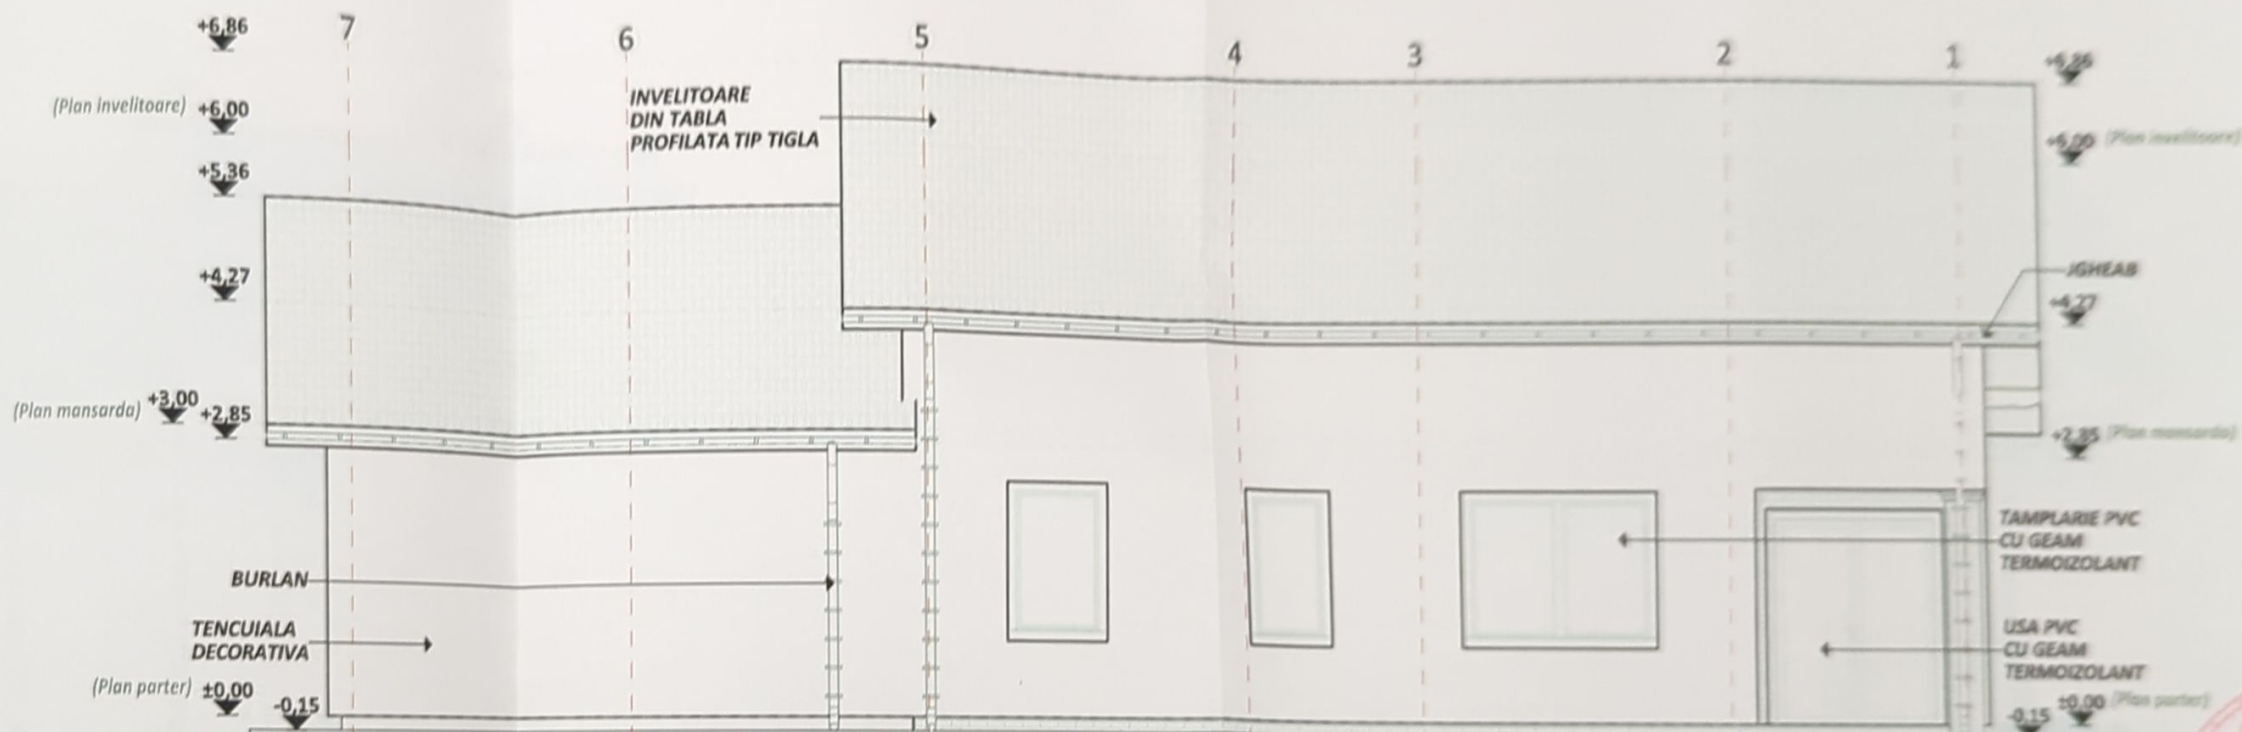 +6,86
7
6
5
4
3
2
1
+6,86
(Plan invelitoare) +6,00
INVELITOARE
DIN TABLA
PROFILATA TIP TIGLA
+6,00 (Plan invelitoare)
+5,36
+4,27
JGHEAB
+4,27
(Plan mansarda) +3,00
+2,85
+2,85 (Plan mansarda)
TAMPLARIE PVC
CU GEAM
TERMOIZOLANT
BURLAN
TENCUIALA
DECORATIVA
USA PVC
CU GEAM
TERMOIZOLANT
(Plan parter) ±0,00
-0,15
±0,00 (Plan parter)
-0,15